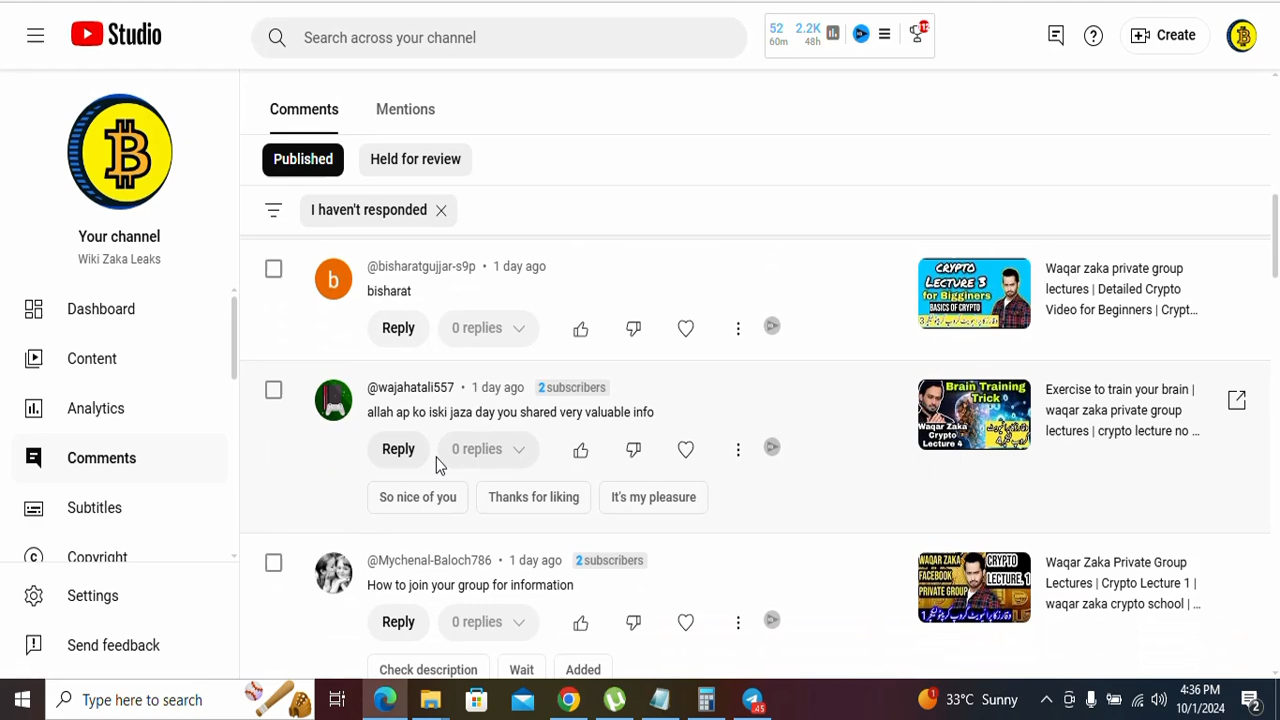 Studio
Search across your channel
52 2.2K
60m 48h
Create
Your channel
Wiki Zaka Leaks
Dashboard
Content
Analytics
Comments
Subtitles
Copyright
Settings
Send feedback
Comments Mentions
Published Held for review
I haven't responded
@bisharatgujjar-s9p • 1 day ago
bisharat
Reply 0 replies
CRYPTO
LECTURE 3
for Bigginers
BASICS OF CRYPTO
Waqar zaka private group
lectures | Detailed Crypto
Video for Beginners | Crypt...
@wajahatali557 • 1 day ago 2 subscribers
allah ap ko iski jaza day you shared very valuable info
Reply 0 replies
So nice of you Thanks for liking It's my pleasure
Brain Training
Trick
Waqar Zaka
Crypto
Lecture 4
Exercise to train your brain |
waqar zaka private group
lectures | crypto lecture no ...
@Mychenal-Baloch786 • 1 day ago 2 subscribers
How to join your group for information
Reply 0 replies
Check description Wait Added
WAQAR ZAKA
FACEBOOK
PRIVATE GROUP
CRYPTO
LECTURE 1
Waqar Zaka Private Group
Lectures | Crypto Lecture 1 |
waqar zaka crypto school | ...
Type here to search
45
33°C Sunny
4:36 PM
10/1/2024
2